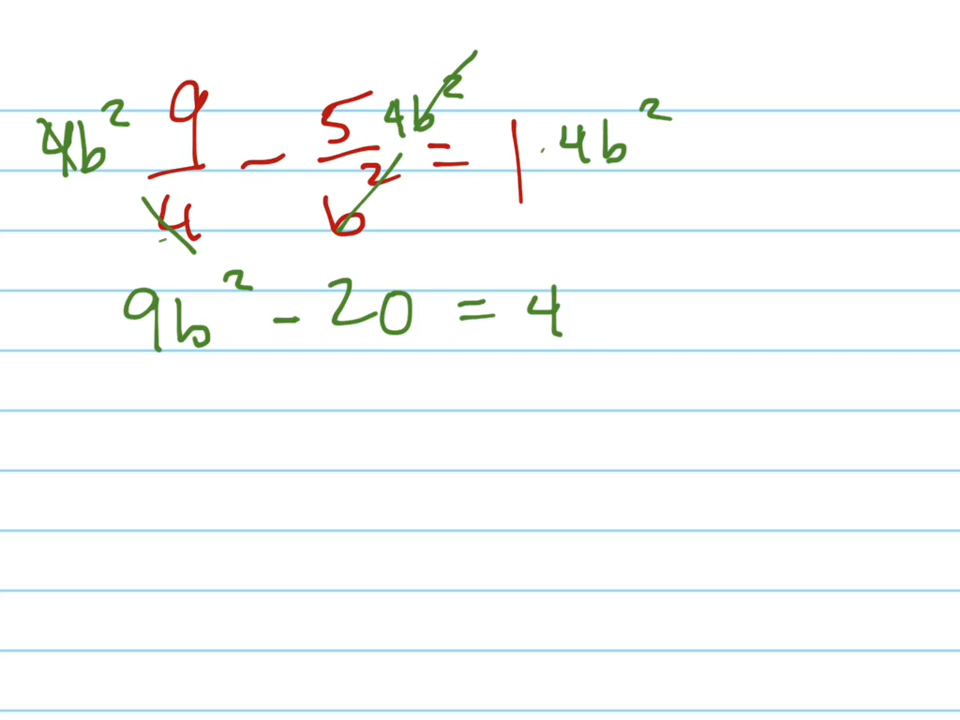 4b² 9/4 - 5/b² 4b² = 1 · 4b²
9b² - 20 = 4